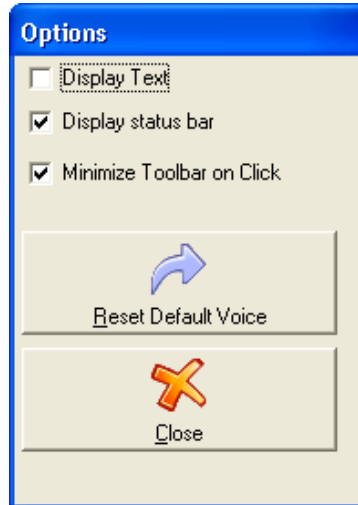 Options
Display Text
Display status bar
Minimize Toolbar on Click
Reset Default Voice
Close